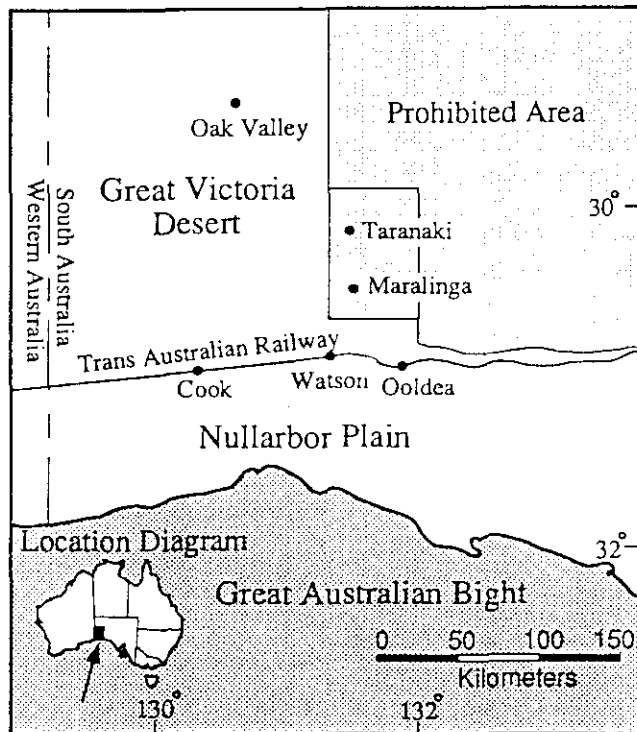 Oak Valley
Prohibited Area
Great Victoria
Desert
30°
Taranaki
Maralinga
South Australia
Western Australia
Trans Australian Railway
Cook
Watson
Ooldea
Nullarbor Plain
Location Diagram
32°
Great Australian Bight
0 50 100 150
Kilometers
130°
132°